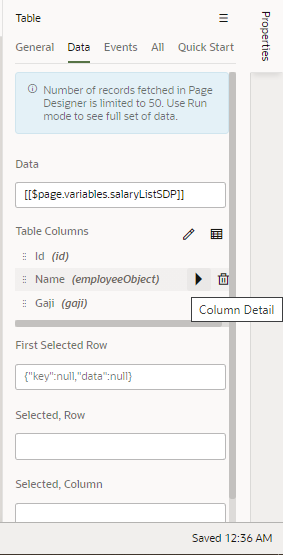 Table
Properties
General Data Events All Quick Start
Number of records fetched in Page
Designer is limited to 50. Use Run
mode to see full set of data.
Data
[[$page.variables.salaryListSDP]]
Table Columns
Id (id)
Name (employeeObject)
Gaji (gaji)
Column Detail
First Selected Row
{"key":null,"data":null}
Selected, Row
Selected, Column
Saved 12:36 AM